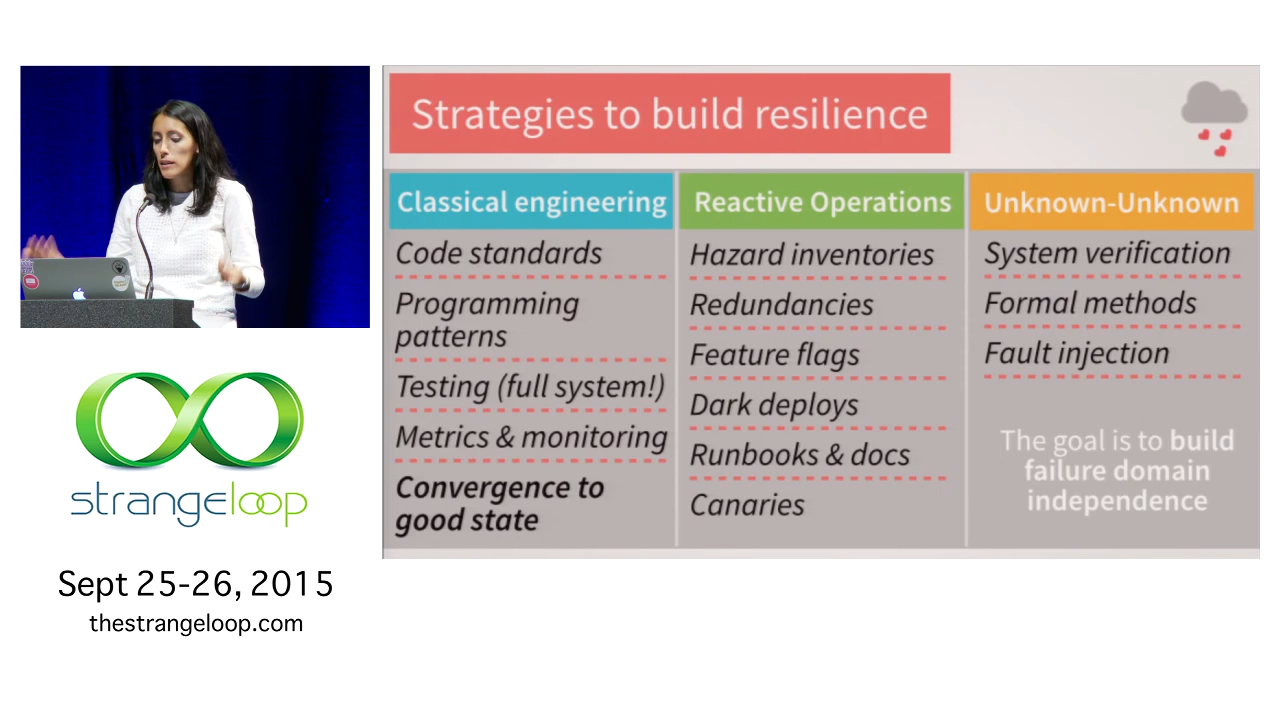 Strategies to build resilience
Classical engineering
Code standards
Programming
patterns
Testing (full system!)
Metrics & monitoring
Convergence to
good state
Reactive Operations
Hazard inventories
Redundancies
Feature flags
Dark deploys
Runbooks & docs
Canaries
Unknown-Unknown
System verification
Formal methods
Fault injection
The goal is to build
failure domain
independence
strangeloop
Sept 25-26, 2015
thestrangeloop.com